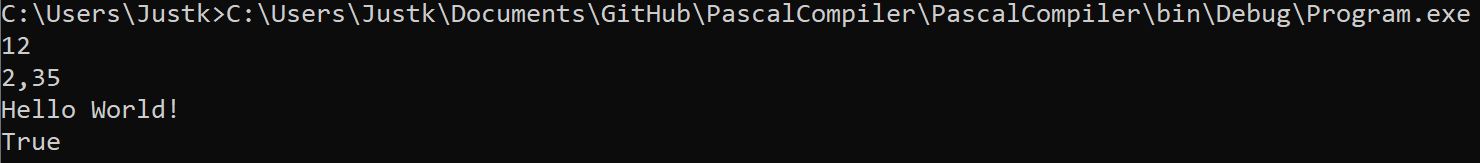 C:\Users\Justk>C:\Users\Justk\Documents\GitHub\PascalCompiler\PascalCompiler\bin\Debug\Program.exe
12
2,35
Hello World!
True